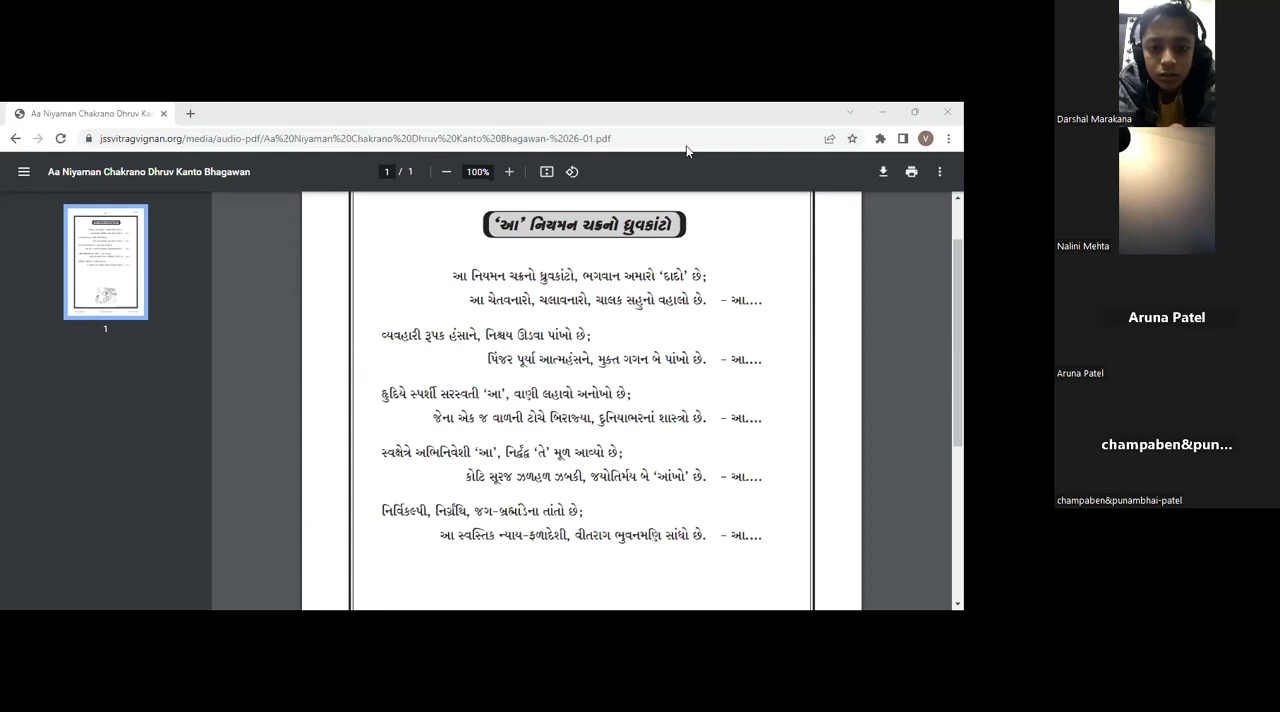 Aa Niyaman Chakrano Dhruv Ka
jssvitragvignan.org/media/audio-pdf/Aa%20Niyaman%20Chakrano%20Dhruv%20Kanto%20Bhagawan-%2026-01.pdf
V
Aa Niyaman Chakrano Dhruv Kanto Bhagawan
1 / 1
100%
1
‘આ’ નિયમન ચક્રનો ધ્રુવકાંટો
આ નિયમન ચક્રનો ધ્રુવકાંટો, ભગવાન અમારો ‘દાદો’ છે;
આ ચેતવનારો, ચલાવનારો, ચાલક સહુનો વહાલો છે. - આ....
વ્યવહારી રૂપક હંસાને, નિશ્ચય ઊડવા પાંખો છે;
પિંજર પૂર્યા આત્મહંસને, મુક્ત ગગન બે પાંખો છે. - આ....
હૃદિયે સ્પર્શી સરસ્વતી ‘આ’, વાણી લહાવો અનોખો છે;
જેના એક જ વાળની ટોચે બિરાજ્યા, દુનિયાભરનાં શાસ્ત્રો છે. - આ....
સ્વક્ષેત્રે અભિનિવેશી ‘આ’, નિર્દ્વંદ્વ ‘તે’ મૂળ આવ્યો છે;
કોટિ સૂરજ ઝળહળ ઝબકી, જયોતિર્મય બે ‘આંખો’ છે. - આ....
નિર્વિકલ્પી, નિર્ગ્રંથિ, જગ-બ્રહ્માંડેના તાંતો છે;
આ સ્વસ્તિક ન્યાય-ફળાદેશી, વીતરાગ ભુવનમણિ સાંધો છે. - આ....
Darshal Marakana
Nalini Mehta
Aruna Patel
Aruna Patel
champaben&pun...
champaben&punambhai-patel